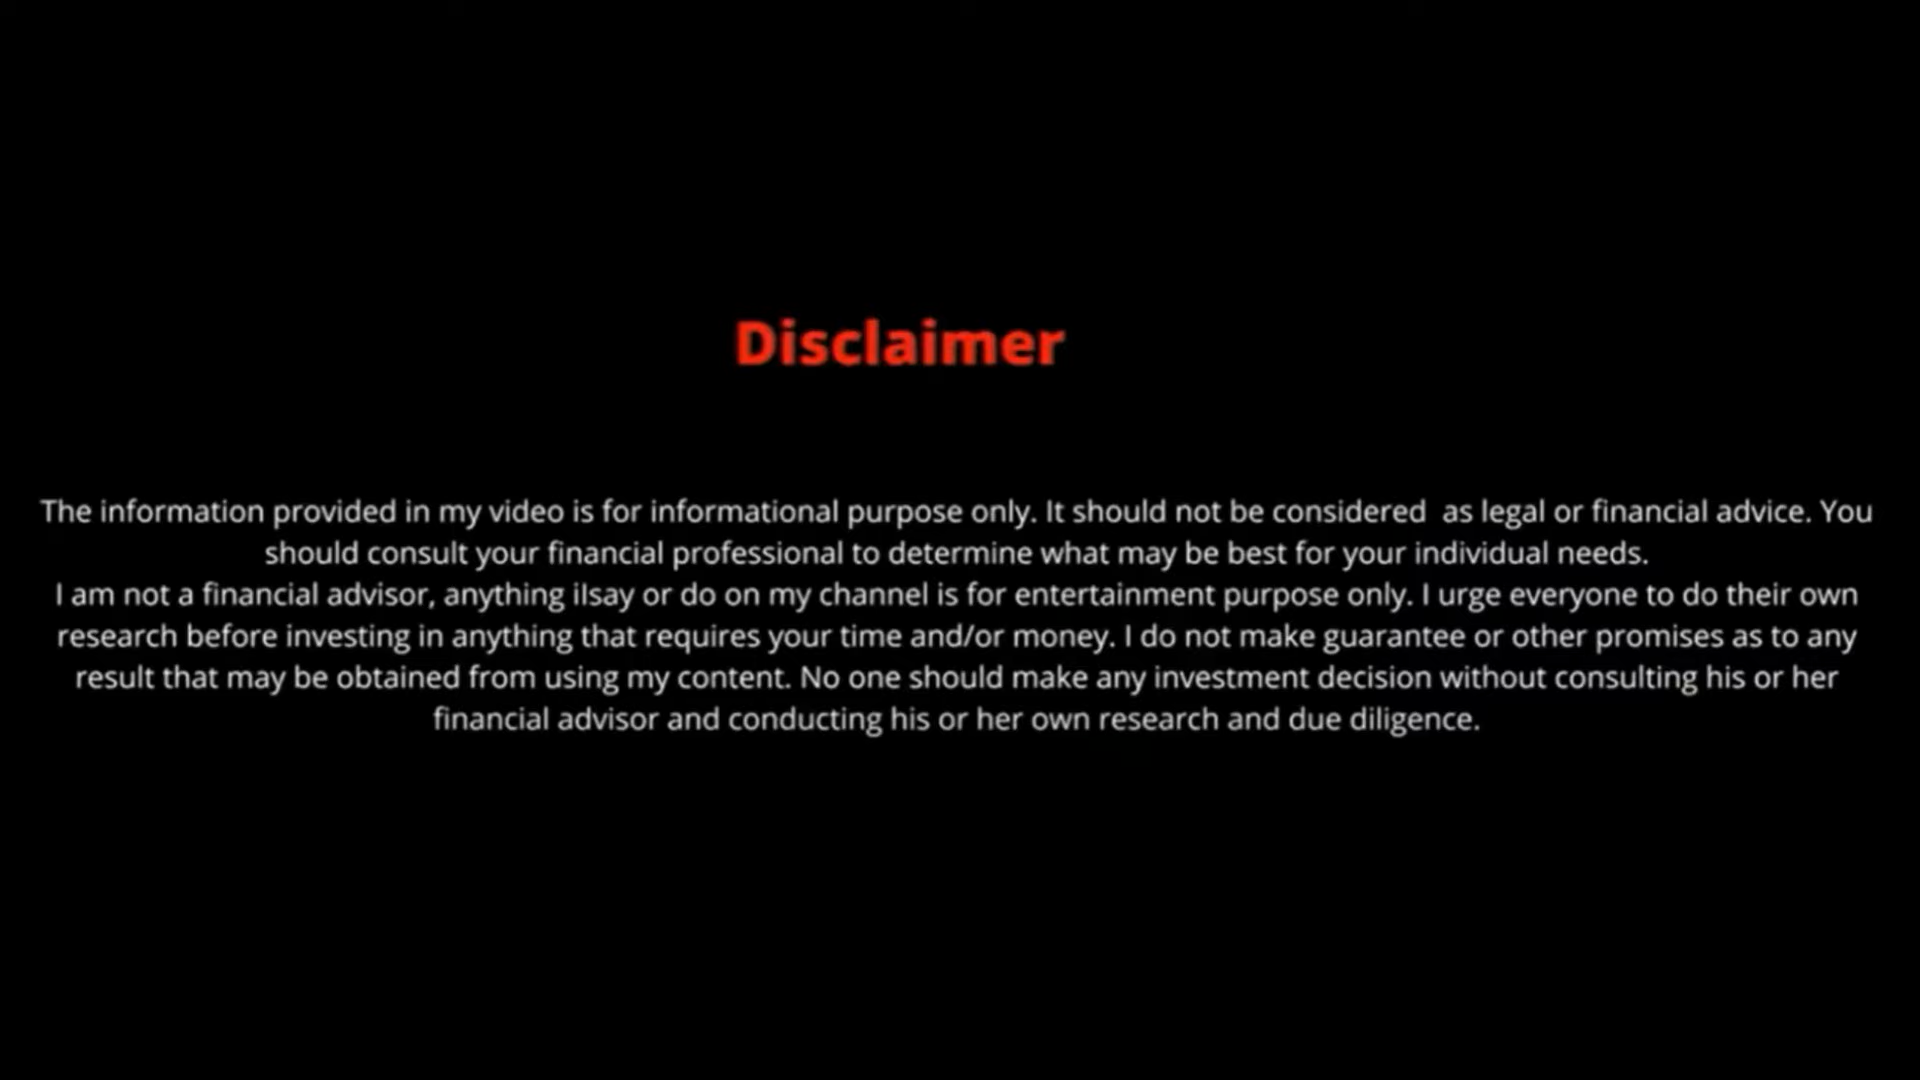 Disclaimer
The information provided in my video is for informational purpose only. It should not be considered  as legal or financial advice. You
should consult your financial professional to determine what may be best for your individual needs.
I am not a financial advisor, anything iIsay or do on my channel is for entertainment purpose only. I urge everyone to do their own
research before investing in anything that requires your time and/or money. I do not make guarantee or other promises as to any
result that may be obtained from using my content. No one should make any investment decision without consulting his or her
financial advisor and conducting his or her own research and due diligence.